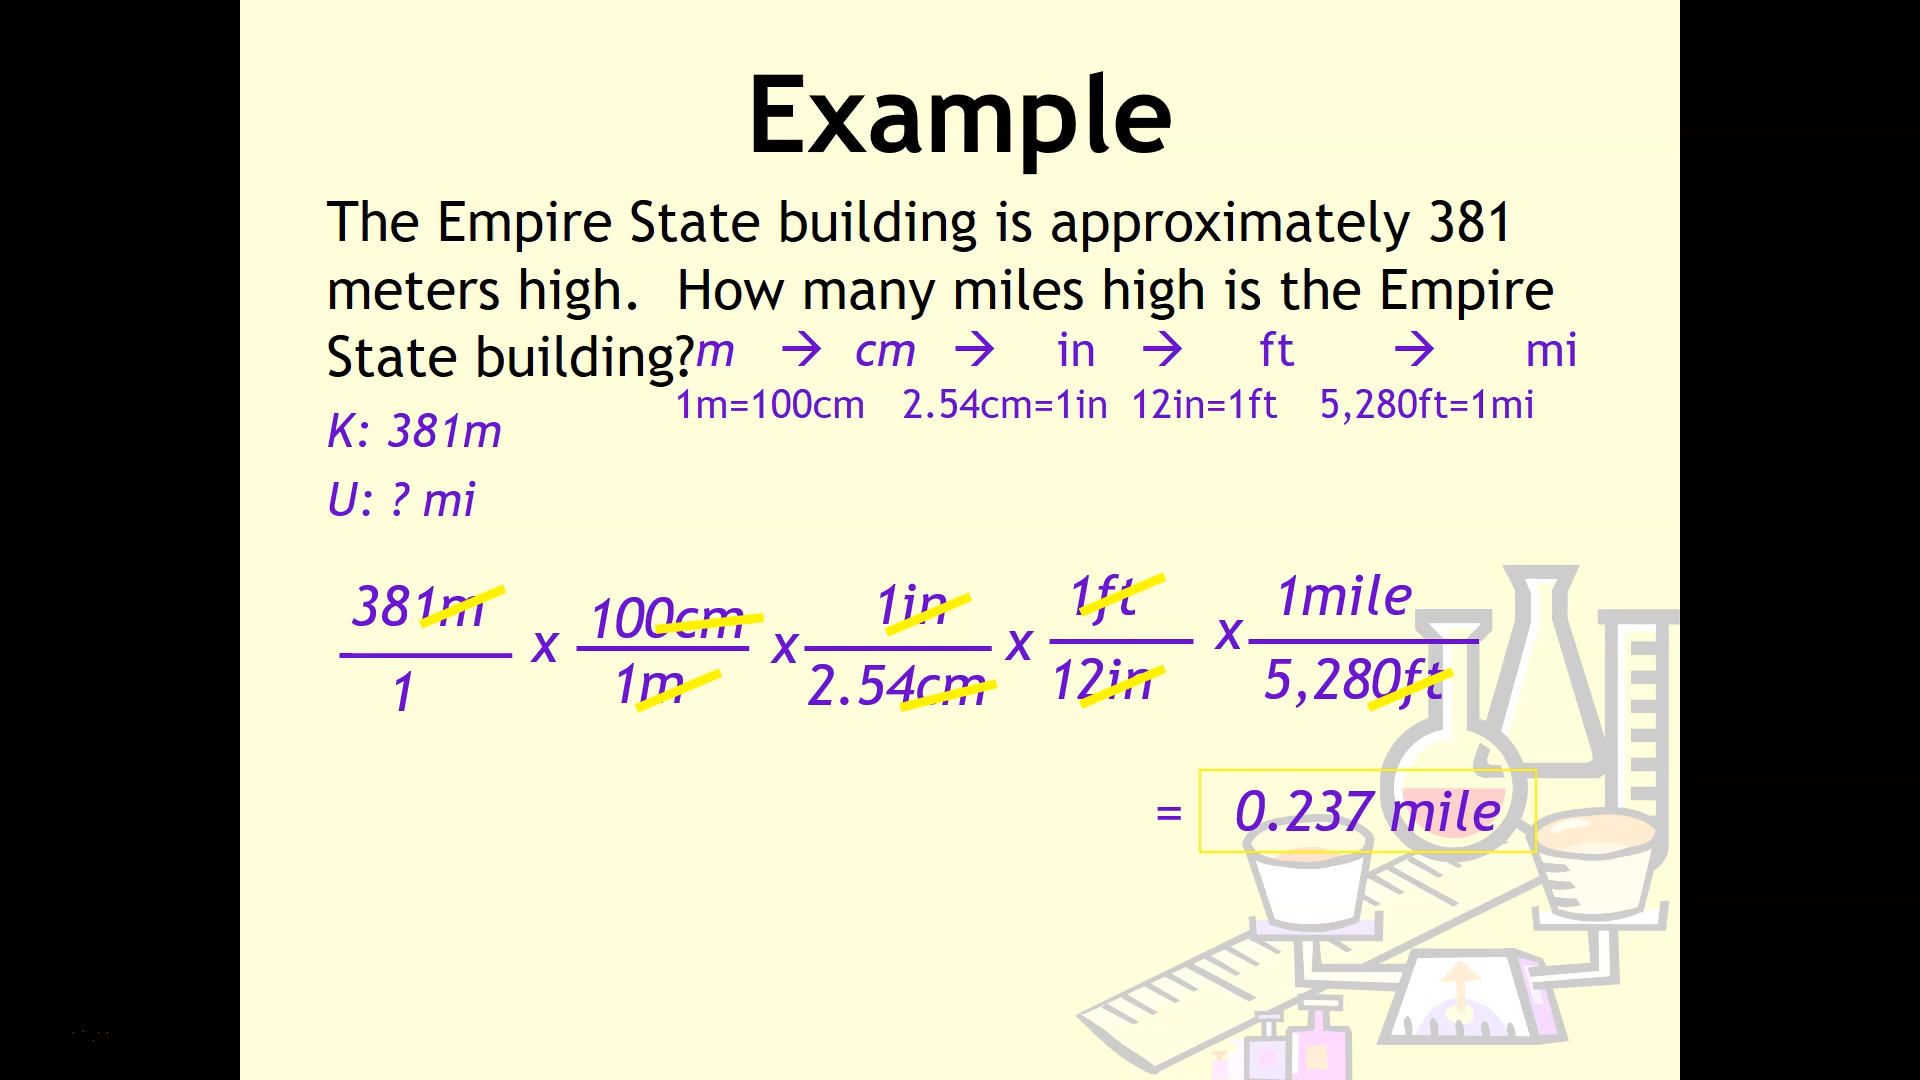 Example
The Empire State building is approximately 381
meters high. How many miles high is the Empire
State building?
m → cm → in → ft → mi
1m=100cm 2.54cm=1in 12in=1ft 5,280ft=1mi
K: 381m
U: ? mi
381m x 100cm x 1in x 1ft x 1mile
1 1m 2.54cm 12in 5,280ft
= 0.237 mile